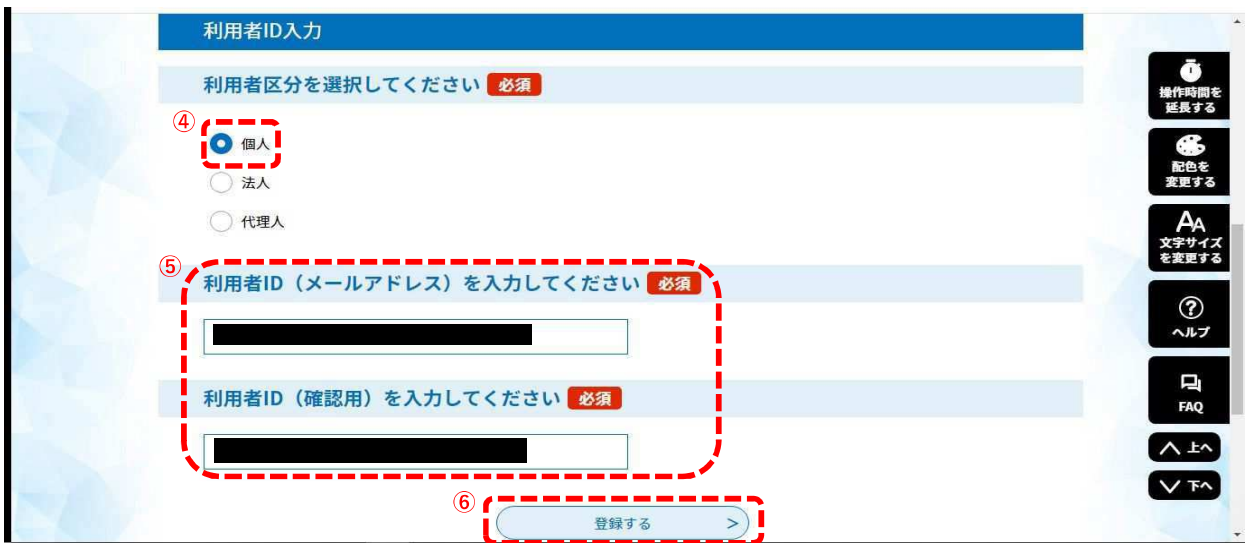 利用者ID入力
利用者区分を選択してください 必須
④
個人
法人
代理人
⑤
利用者ID（メールアドレス）を入力してください 必須
利用者ID（確認用）を入力してください 必須
⑥
登録する >
操作時間を
延長する
配色を
変更する
AA
文字サイズ
を変更する
?
ヘルプ
FAQ
上へ
下へ